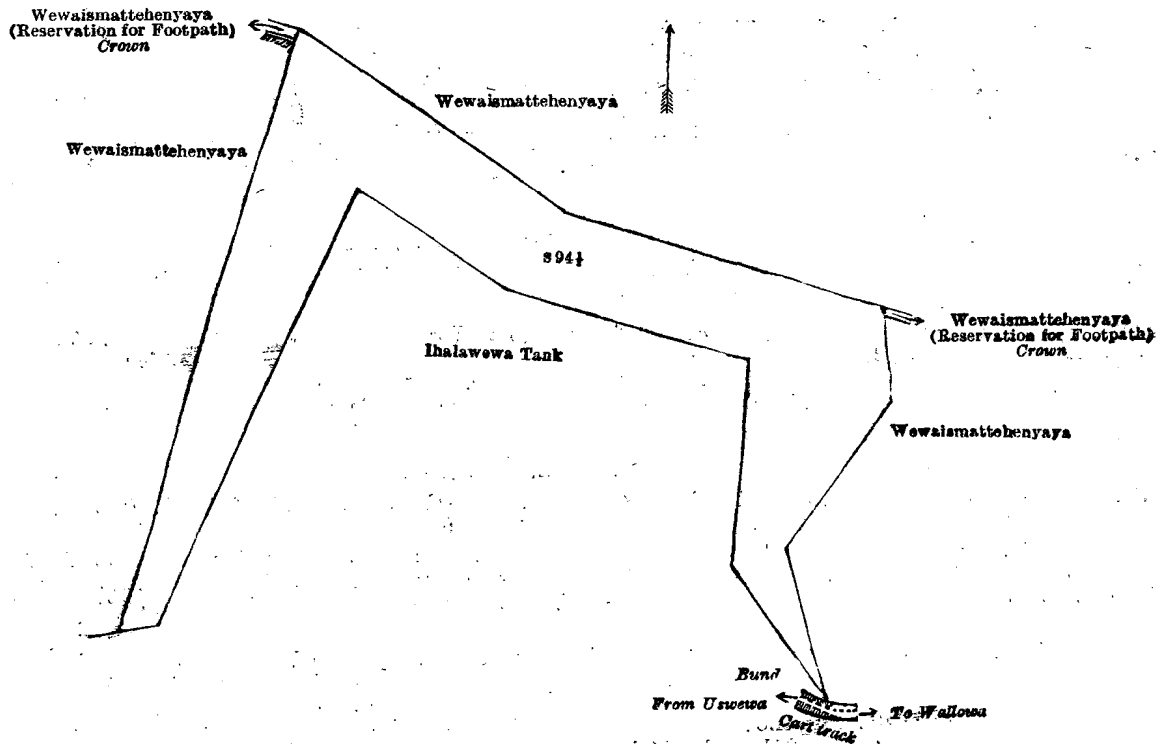 Wewaismattehenyaya
(Reservation for Footpath)
Crown
Wewaismattehenyaya
Wewaismattehenyaya
894½
Wewaismattehenyaya
(Reservation for Footpath)
Crown
Ihalawewa Tank
Wewaismattehenyaya
Bund
From Uswewa
To Wallowa
Cart track